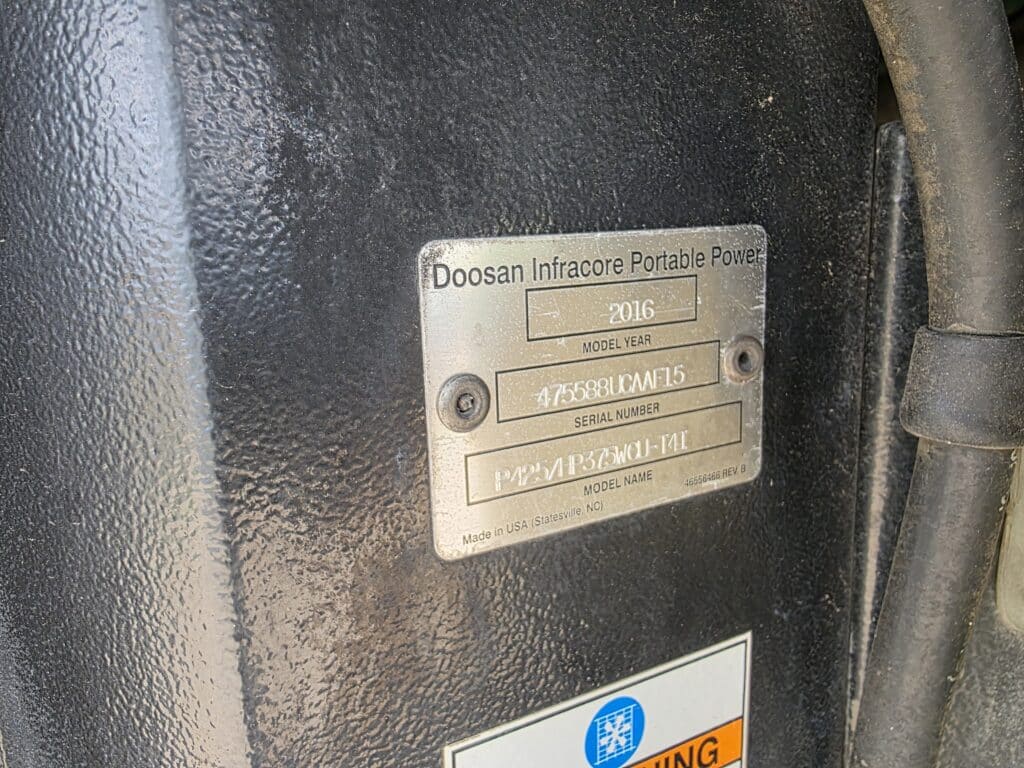 Doosan Infracore Portable Power
2016
MODEL YEAR
475588UCAAF15
SERIAL NUMBER
P425/HP375WCU-T4I
MODEL NAME
46556466 REV B
Made in USA (Statesville, NC)